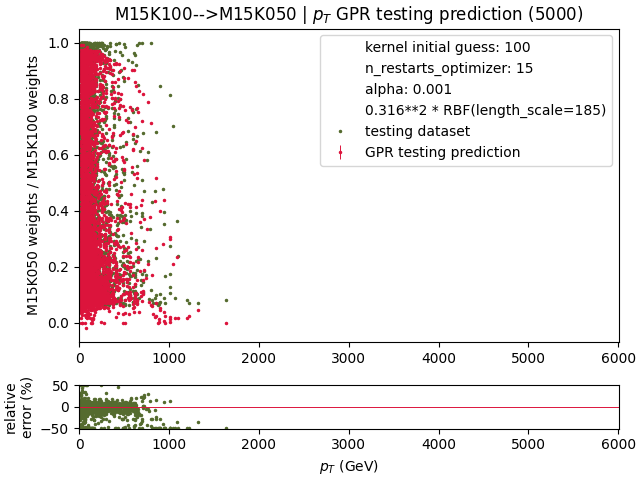 M15K100-->M15K050 | p_T GPR testing prediction (5000)
kernel initial guess: 100
n_restarts_optimizer: 15
alpha: 0.001
0.316**2 * RBF(length_scale=185)
testing dataset
GPR testing prediction
M15K050 weights / M15K100 weights
1.0
0.8
0.6
0.4
0.2
0.0
0 1000 2000 3000 4000 5000 6000
relative
error (%)
50
0
−50
0 1000 2000 3000 4000 5000 6000
p_T (GeV)